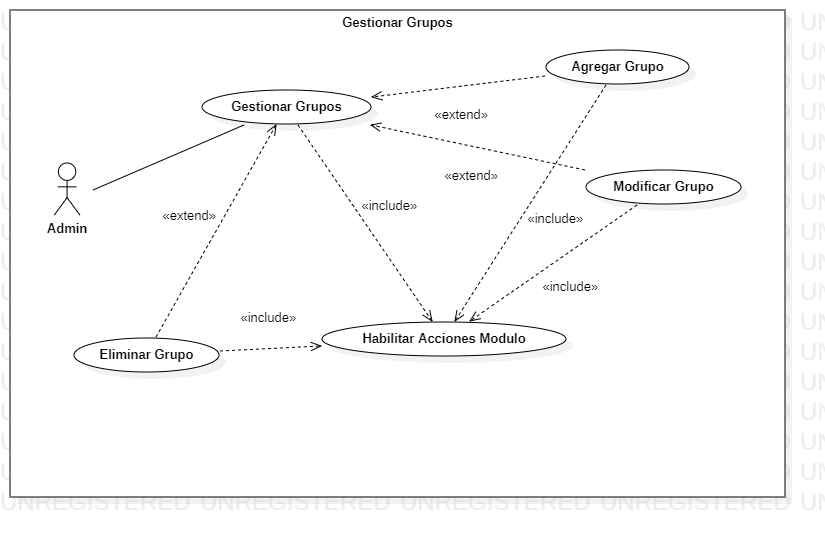 Gestionar Grupos
Agregar Grupo
Gestionar Grupos
«extend»
«extend»
Modificar Grupo
Admin
«extend»
«include»
«include»
«include»
«include»
Habilitar Acciones Modulo
Eliminar Grupo
UNREGISTERED UNREGISTERED UNREGISTERED UNREGISTERED UN